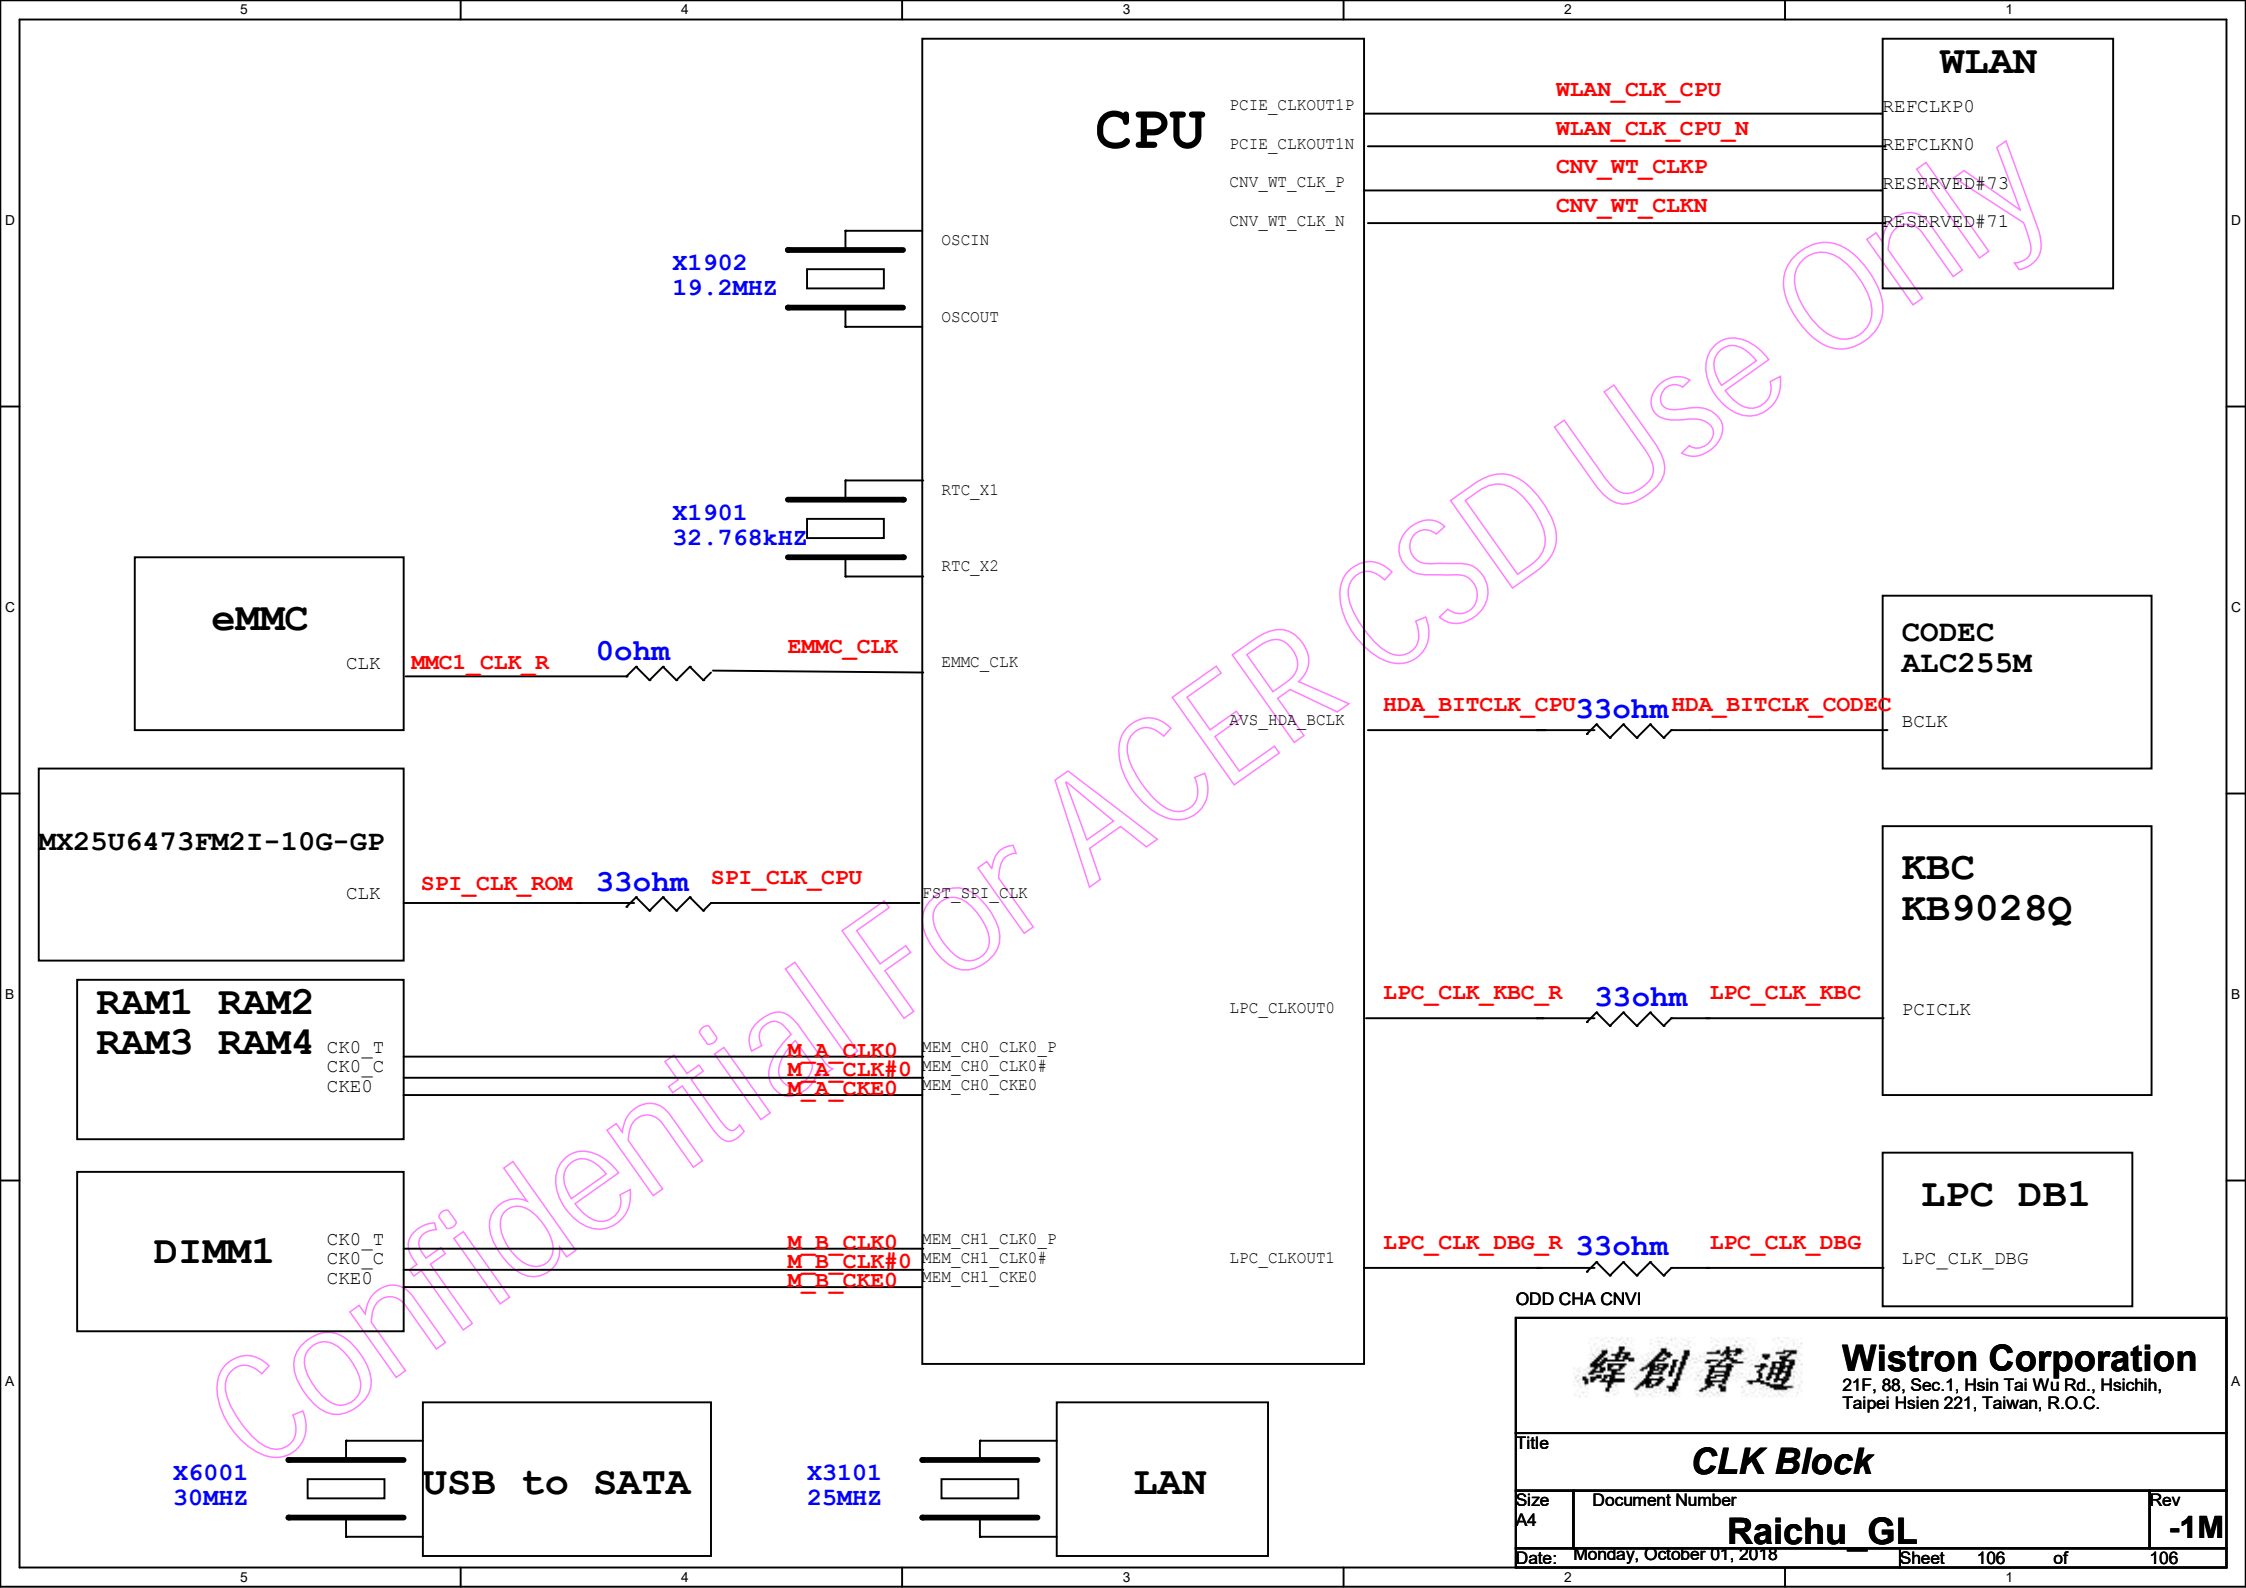 5 4 3 2 1
D
C
B
A
D
C
B
A
CPU
PCIE_CLKOUT1P
PCIE_CLKOUT1N
CNV_WT_CLK_P
CNV_WT_CLK_N
WLAN_CLK_CPU
WLAN_CLK_CPU_N
CNV_WT_CLKP
CNV_WT_CLKN
WLAN
REFCLKP0
REFCLKN0
RESERVED#73
RESERVED#71
X1902
19.2MHZ
OSCIN
OSCOUT
X1901
32.768kHZ
RTC_X1
RTC_X2
eMMC
CLK
MMC1_CLK_R
0ohm
EMMC_CLK
EMMC_CLK
AVS_HDA_BCLK
HDA_BITCLK_CPU
33ohm
HDA_BITCLK_CODEC
CODEC
ALC255M
BCLK
MX25U6473FM2I-10G-GP
CLK
SPI_CLK_ROM
33ohm
SPI_CLK_CPU
FST_SPI_CLK
KBC
KB9028Q
PCICLK
LPC_CLKOUT0
LPC_CLK_KBC_R
33ohm
LPC_CLK_KBC
RAM1 RAM2
RAM3 RAM4
CK0_T
CK0_C
CKE0
M_A_CLK0
M_A_CLK#0
M_A_CKE0
MEM_CH0_CLK0_P
MEM_CH0_CLK0#
MEM_CH0_CKE0
DIMM1
CK0_T
CK0_C
CKE0
M_B_CLK0
M_B_CLK#0
M_B_CKE0
MEM_CH1_CLK0_P
MEM_CH1_CLK0#
MEM_CH1_CKE0
LPC_CLKOUT1
LPC_CLK_DBG_R
33ohm
LPC_CLK_DBG
LPC DB1
LPC_CLK_DBG
Confidential For ACER CSD Use Only
X6001
30MHZ
USB to SATA
X3101
25MHZ
LAN
ODD CHA CNVI
緯創資通
Wistron Corporation
21F, 88, Sec.1, Hsin Tai Wu Rd., Hsichih,
Taipei Hsien 221, Taiwan, R.O.C.
Title
CLK Block
Size
A4
Document Number
Raichu_GL
Rev
-1M
Date: Monday, October 01, 2018
Sheet 106 of 106
5 4 3 2 1